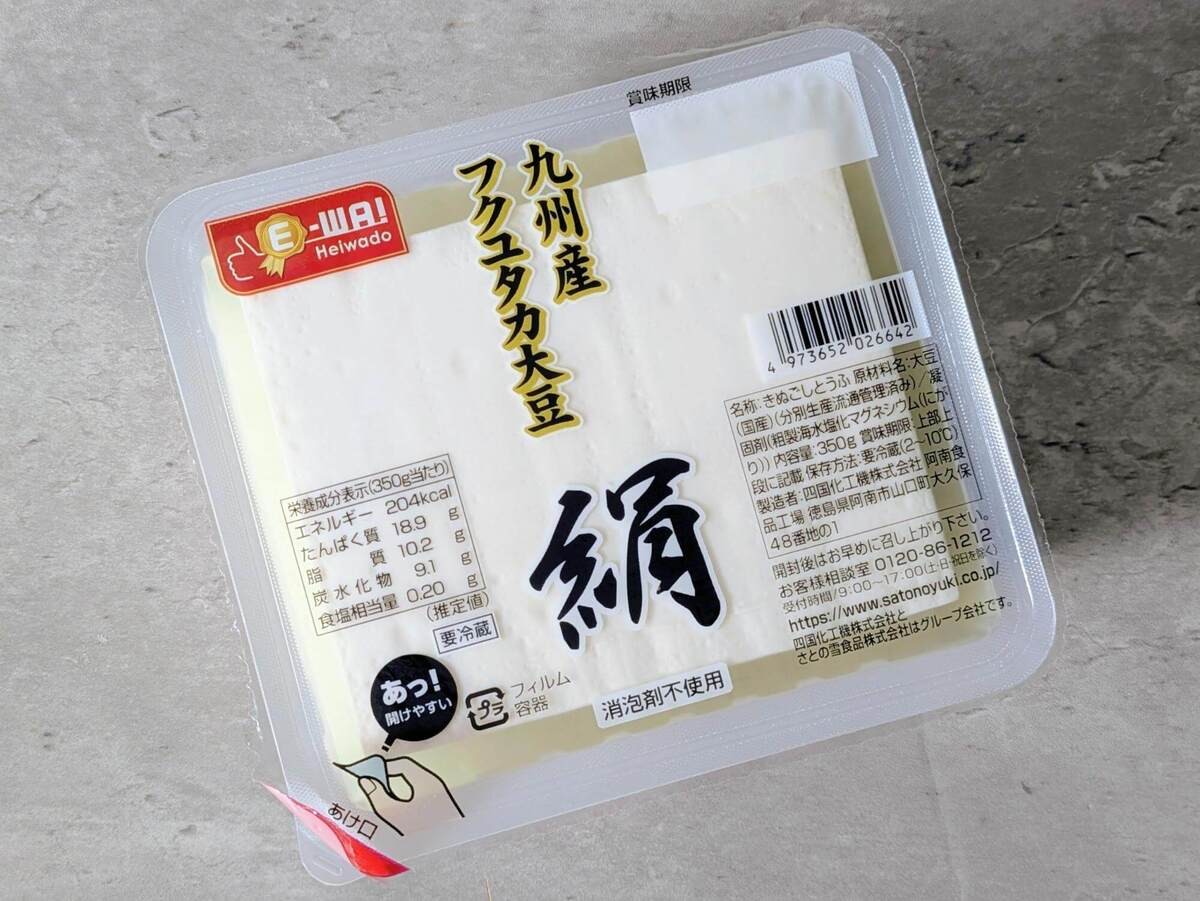 賞味期限
E-WA!
Heiwado
九州産
フクユタカ大豆
絹
4 973652 026642
名称:きぬごしとうふ 原材料名:大豆
(国産)(分別生産流通管理済み)/凝
固剤(粗製海水塩化マグネシウム(にが
り)) 内容量:350g 賞味期限:上部上
段に記載 保存方法:要冷蔵(2~10℃)
製造者:四国化工機株式会社 阿南食
品工場 徳島県阿南市山口町大久保
48番地の1
開封後はお早めに召し上がり下さい。
お客様相談室 0120-86-1212
受付時間/9:00~17:00(土・日・祝日を除く)
https://www.satonoyuki.co.jp/
四国化工機株式会社と
さとの雪食品株式会社はグループ会社です。
栄養成分表示(350g当たり)
エネルギー 204kcal
たんぱく質 18.9 g
脂質 10.2 g
炭水化物 9.1 g
食塩相当量 0.20 g
(推定値)
要冷蔵
あっ!
開けやすい
プラ
フィルム
容器
消泡剤不使用
あけ口